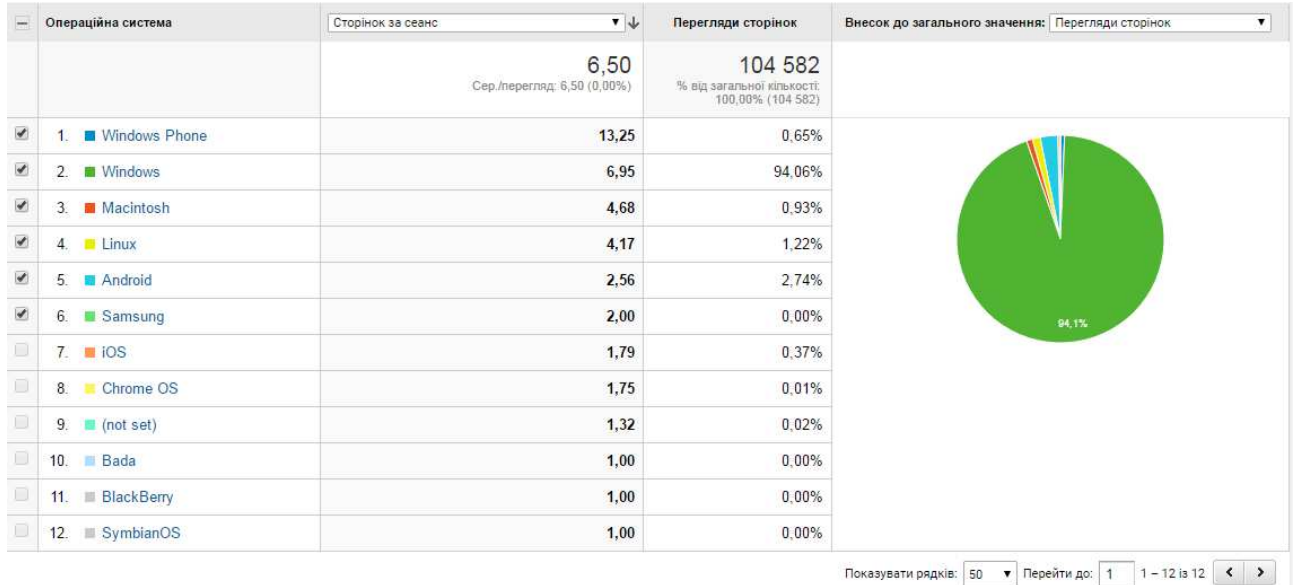 Операційна система Сторінок за сеанс Перегляди сторінок Внесок до загального значення: Перегляди сторінок
6,50 104 582
Сер./перегляд: 6,50 (0,00%) % від загальної кількості:
100,00% (104 582)
1. Windows Phone 13,25 0,65%
2. Windows 6,95 94,06%
3. Macintosh 4,68 0,93%
4. Linux 4,17 1,22%
5. Android 2,56 2,74%
6. Samsung 2,00 0,00%
94,1%
7. iOS 1,79 0,37%
8. Chrome OS 1,75 0,01%
9. (not set) 1,32 0,02%
10. Bada 1,00 0,00%
11. BlackBerry 1,00 0,00%
12. SymbianOS 1,00 0,00%
Показувати рядків: 50 Перейти до: 1 1 – 12 із 12